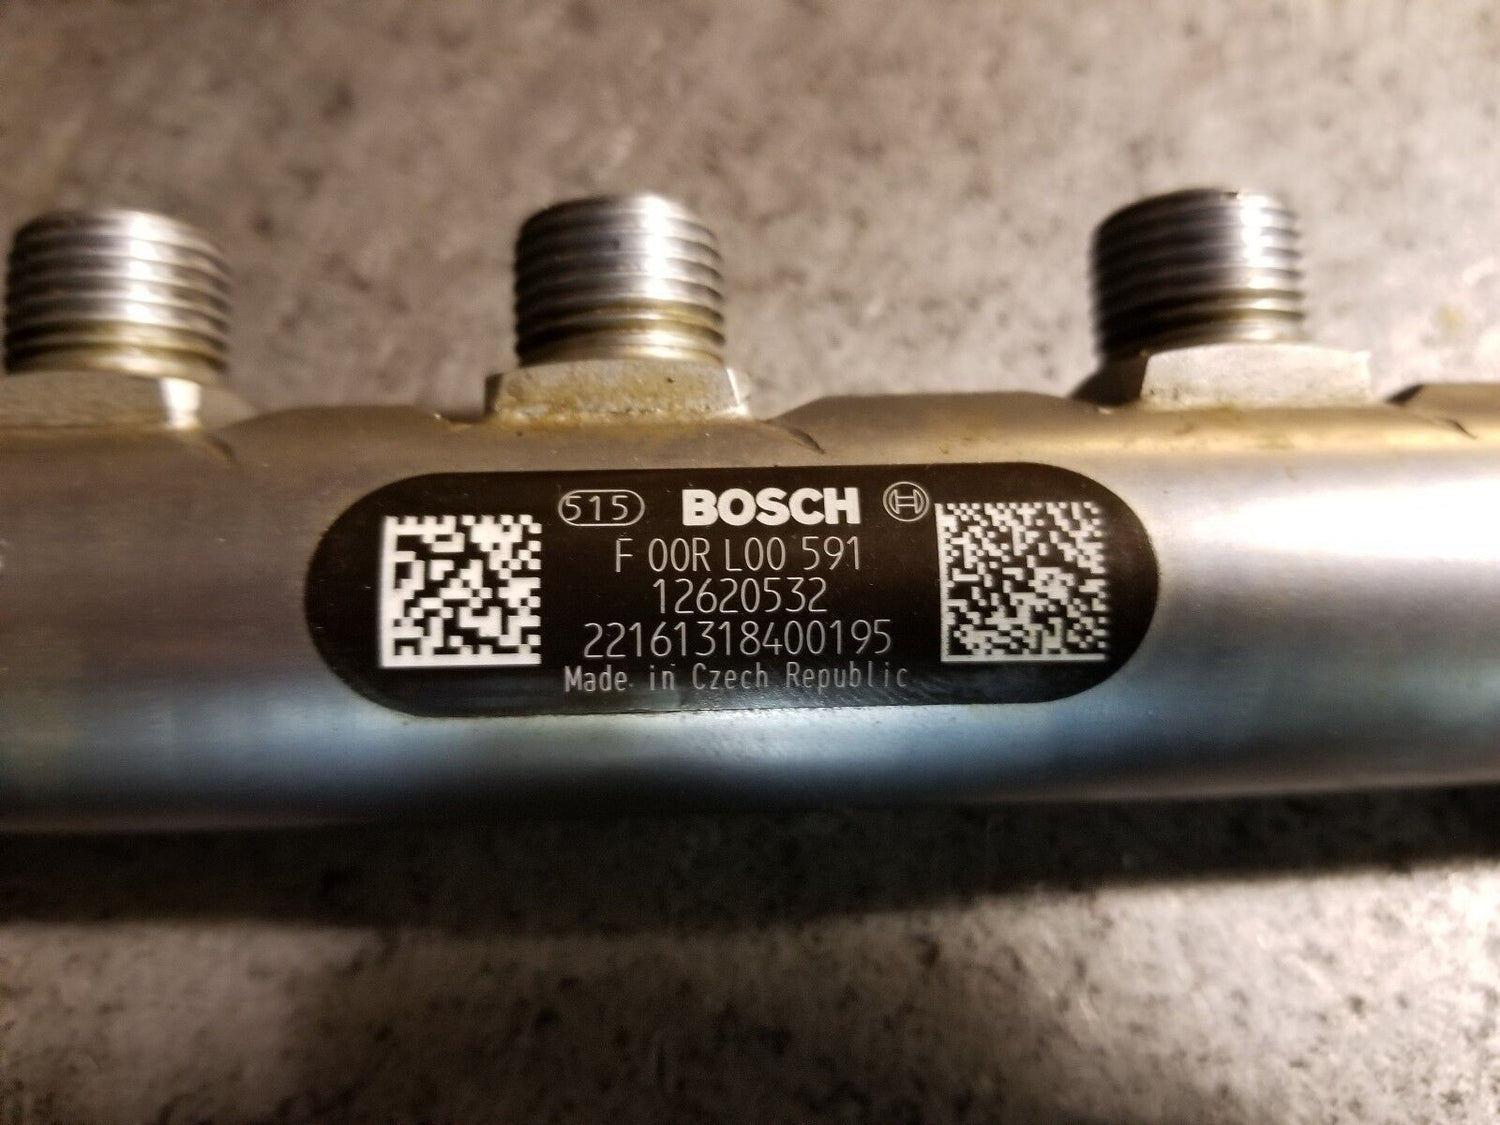 515 BOSCH
F 00R L00 591
12620532
22161318400195
Made in Czech Republic